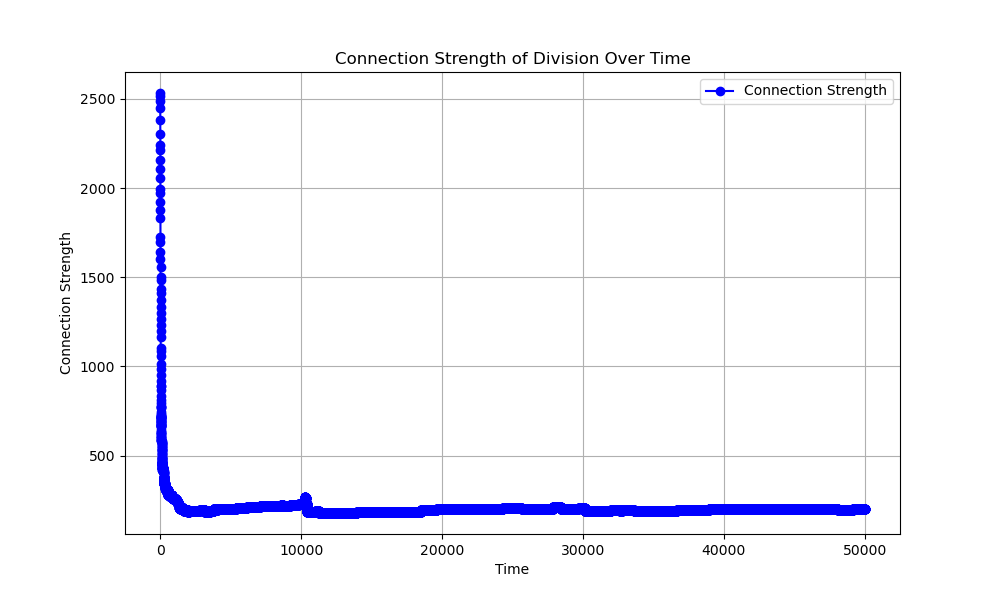 Connection Strength of Division Over Time
Connection Strength
2500
2000
1500
1000
500
Connection Strength
0
10000
20000
30000
40000
50000
Time